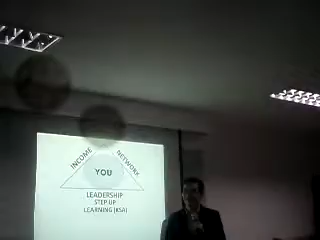 INCOME
NETWORK
YOU
LEADERSHIP
STEP UP
LEARNING (KSA)